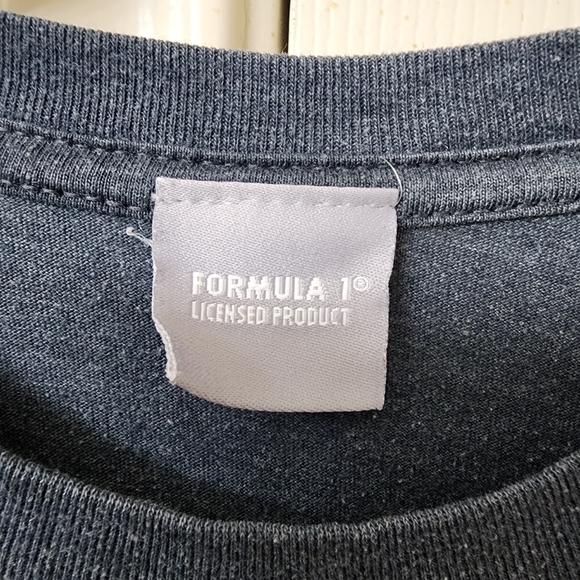 FORMULA 1®
LICENSED PRODUCT